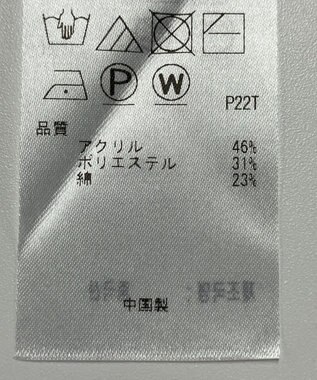 P
W
P22T
品質
アクリル 46%
ポリエステル 31%
綿 23%
中国製